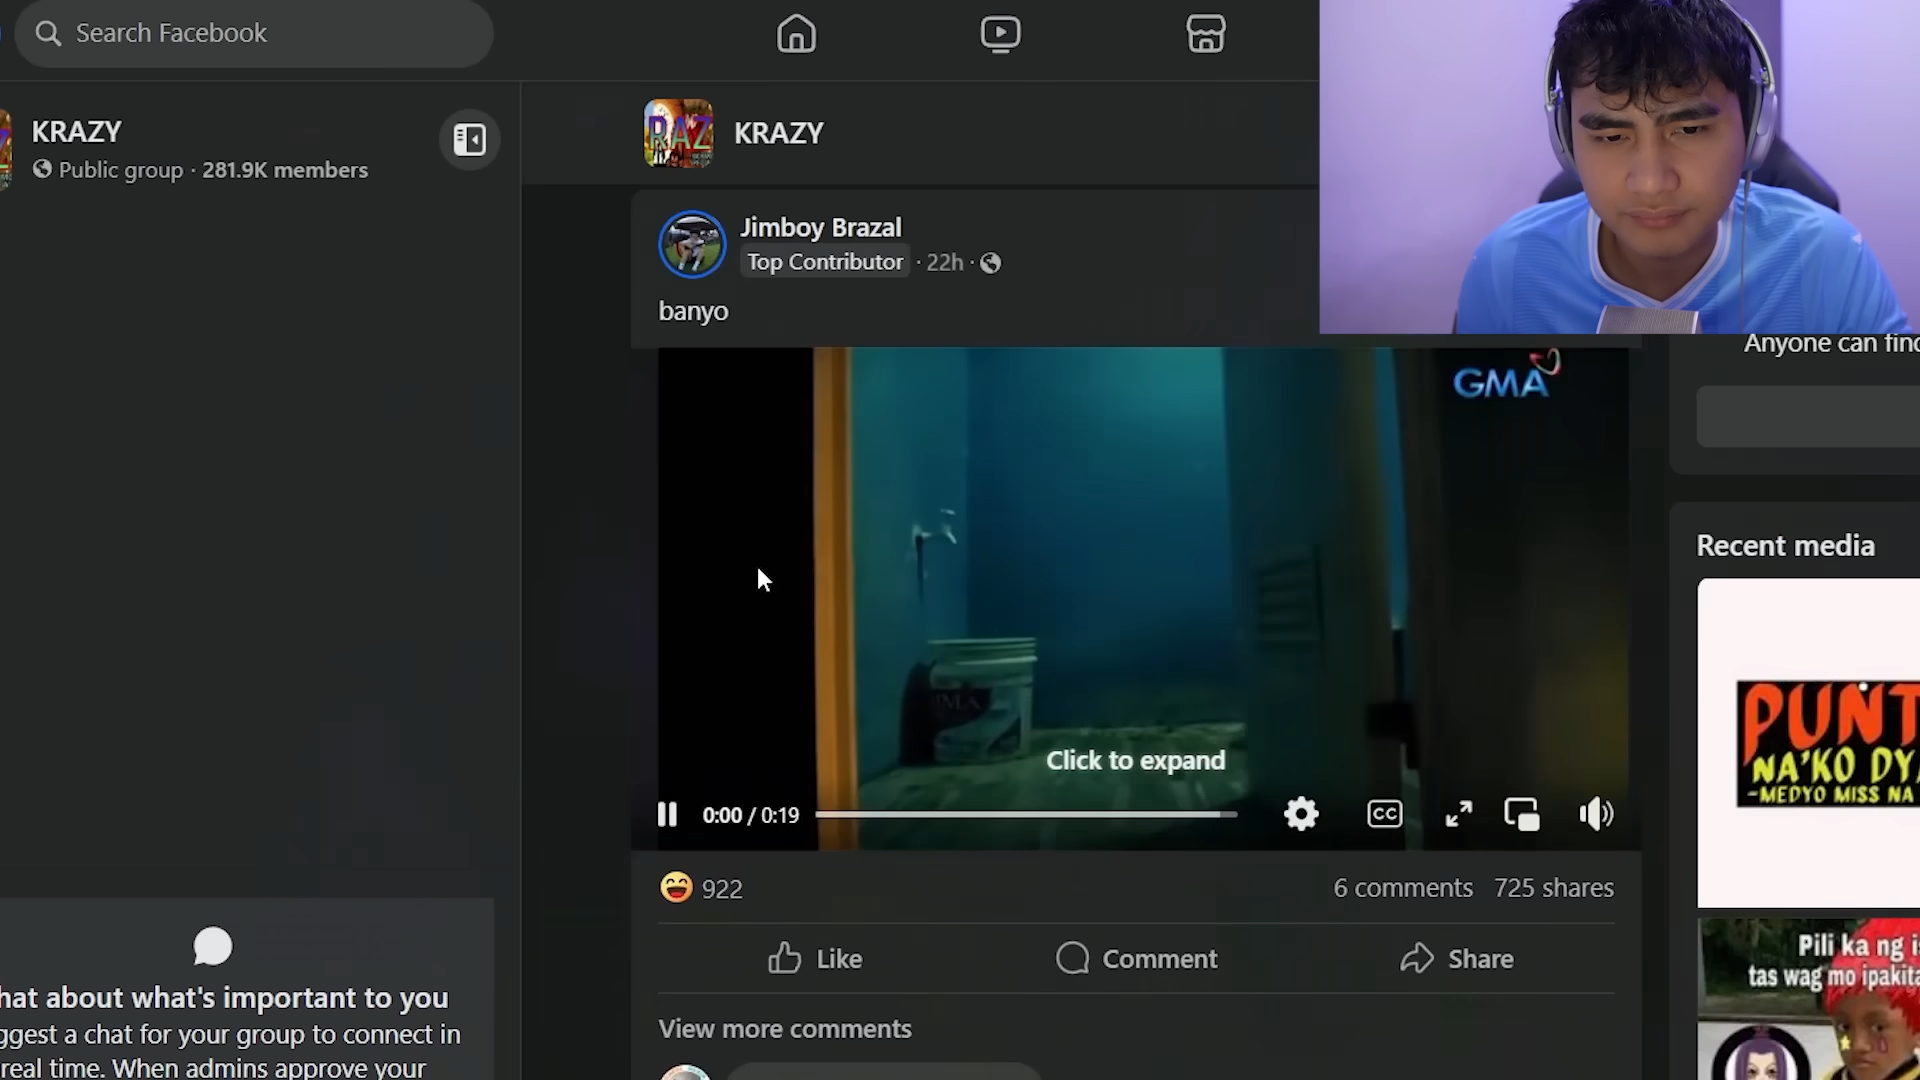 Search Facebook
KRAZY
Public group · 281.9K members
RAZ
KRAZY
Jimboy Brazal
Top Contributor · 22h ·
banyo
GMA
Click to expand
0:00 / 0:19
CC
922
6 comments 725 shares
Like
Comment
Share
View more comments
hat about what's important to you
ggest a chat for your group to connect in
real time. When admins approve your
Anyone can find
Recent media
PUNT
NA'KO DY
-MEDYO MISS NA
Pili ka ng i
tas wag mo ipakita